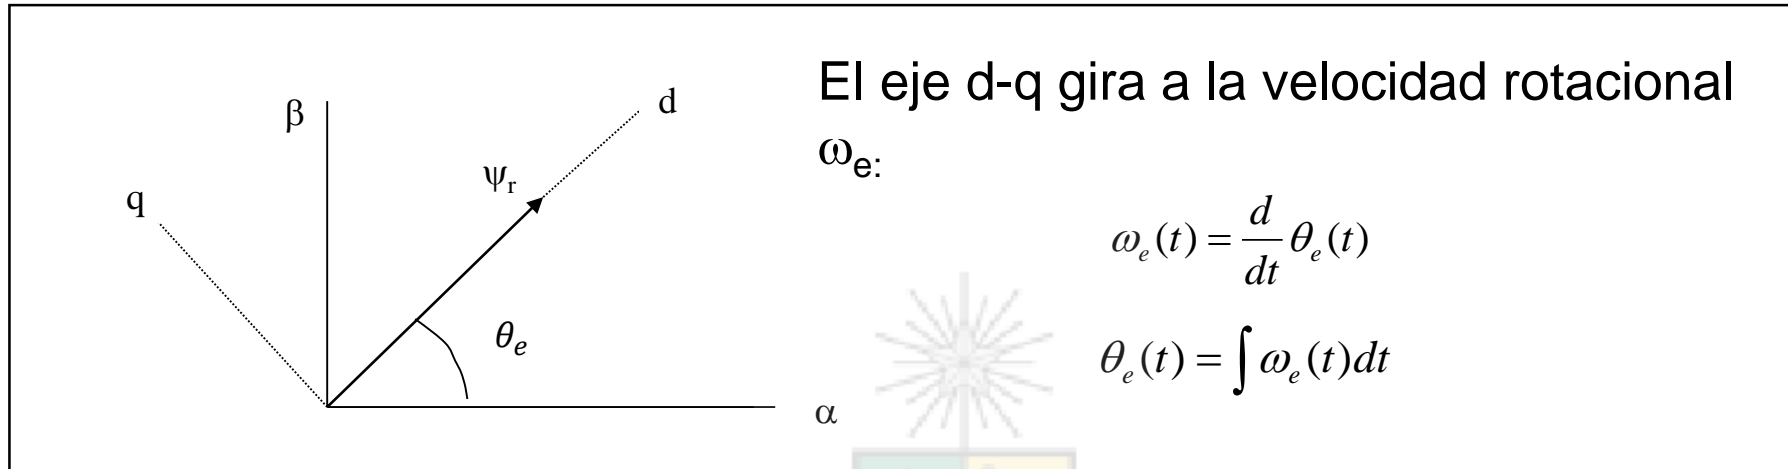 El eje d-q gira a la velocidad rotacional
ωe:
β
d
ψr
q
θe
α
ωe(t) = d/dt θe(t)
θe(t) = ∫ ωe(t)dt